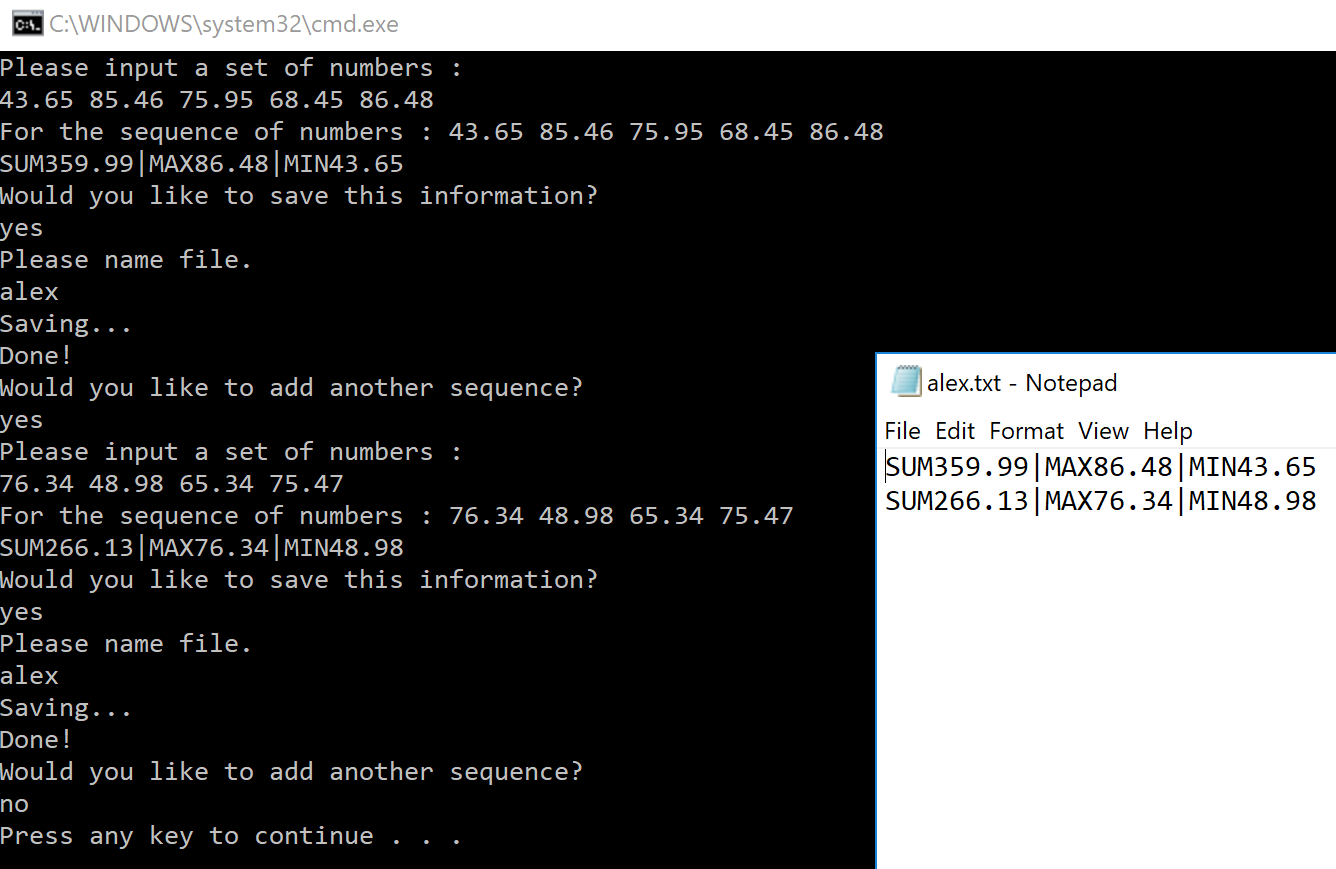 C:\WINDOWS\system32\cmd.exe
Please input a set of numbers :
43.65 85.46 75.95 68.45 86.48
For the sequence of numbers : 43.65 85.46 75.95 68.45 86.48
SUM359.99|MAX86.48|MIN43.65
Would you like to save this information?
yes
Please name file.
alex
Saving...
Done!
Would you like to add another sequence?
yes
Please input a set of numbers :
76.34 48.98 65.34 75.47
For the sequence of numbers : 76.34 48.98 65.34 75.47
SUM266.13|MAX76.34|MIN48.98
Would you like to save this information?
yes
Please name file.
alex
Saving...
Done!
Would you like to add another sequence?
no
Press any key to continue . . .
alex.txt - Notepad
File Edit Format View Help
SUM359.99|MAX86.48|MIN43.65
SUM266.13|MAX76.34|MIN48.98